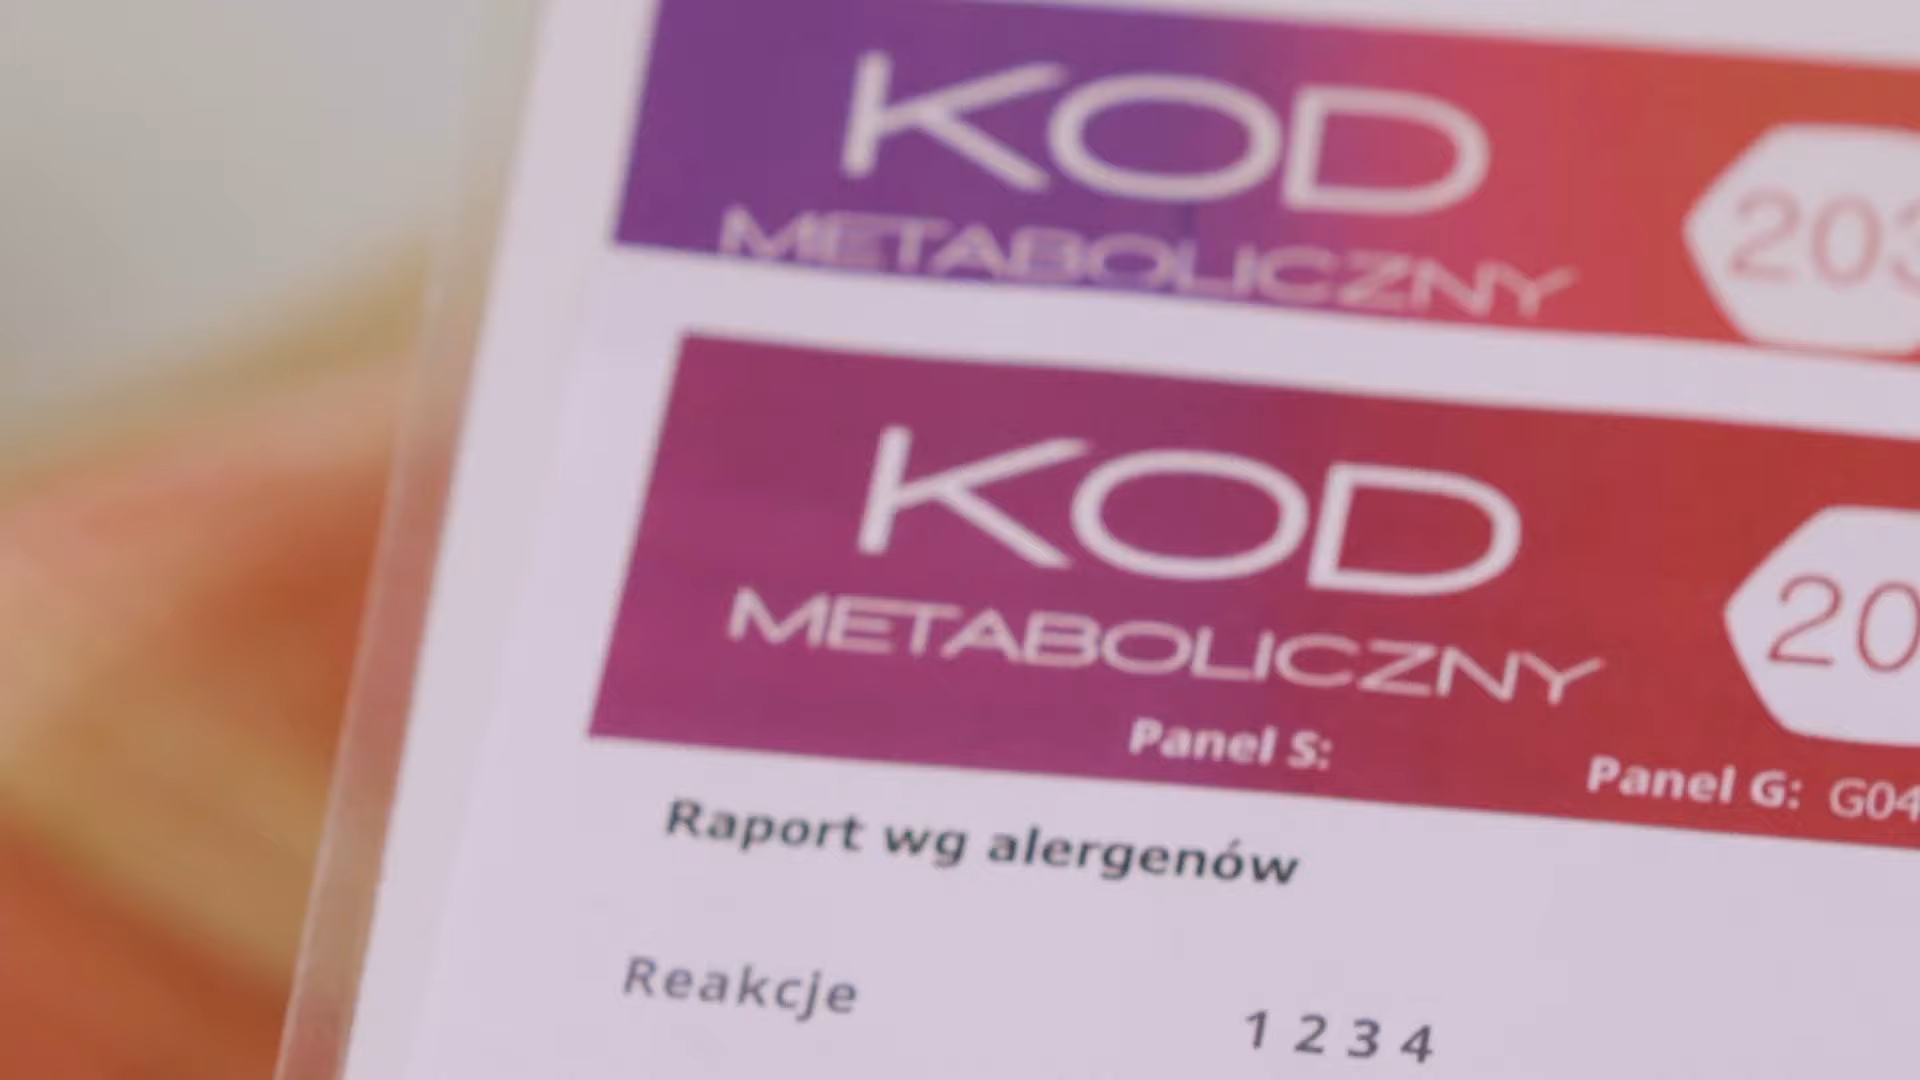 KOD
METABOLICZNY
203
KOD
METABOLICZNY
20
Panel S:
Panel G: G04
Raport wg alergenów
Reakcje
1 2 3 4